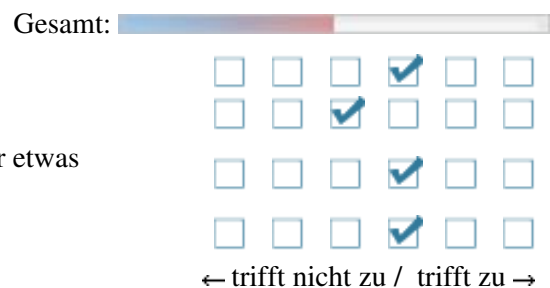 Gesamt:
etwas
← trifft nicht zu / trifft zu →